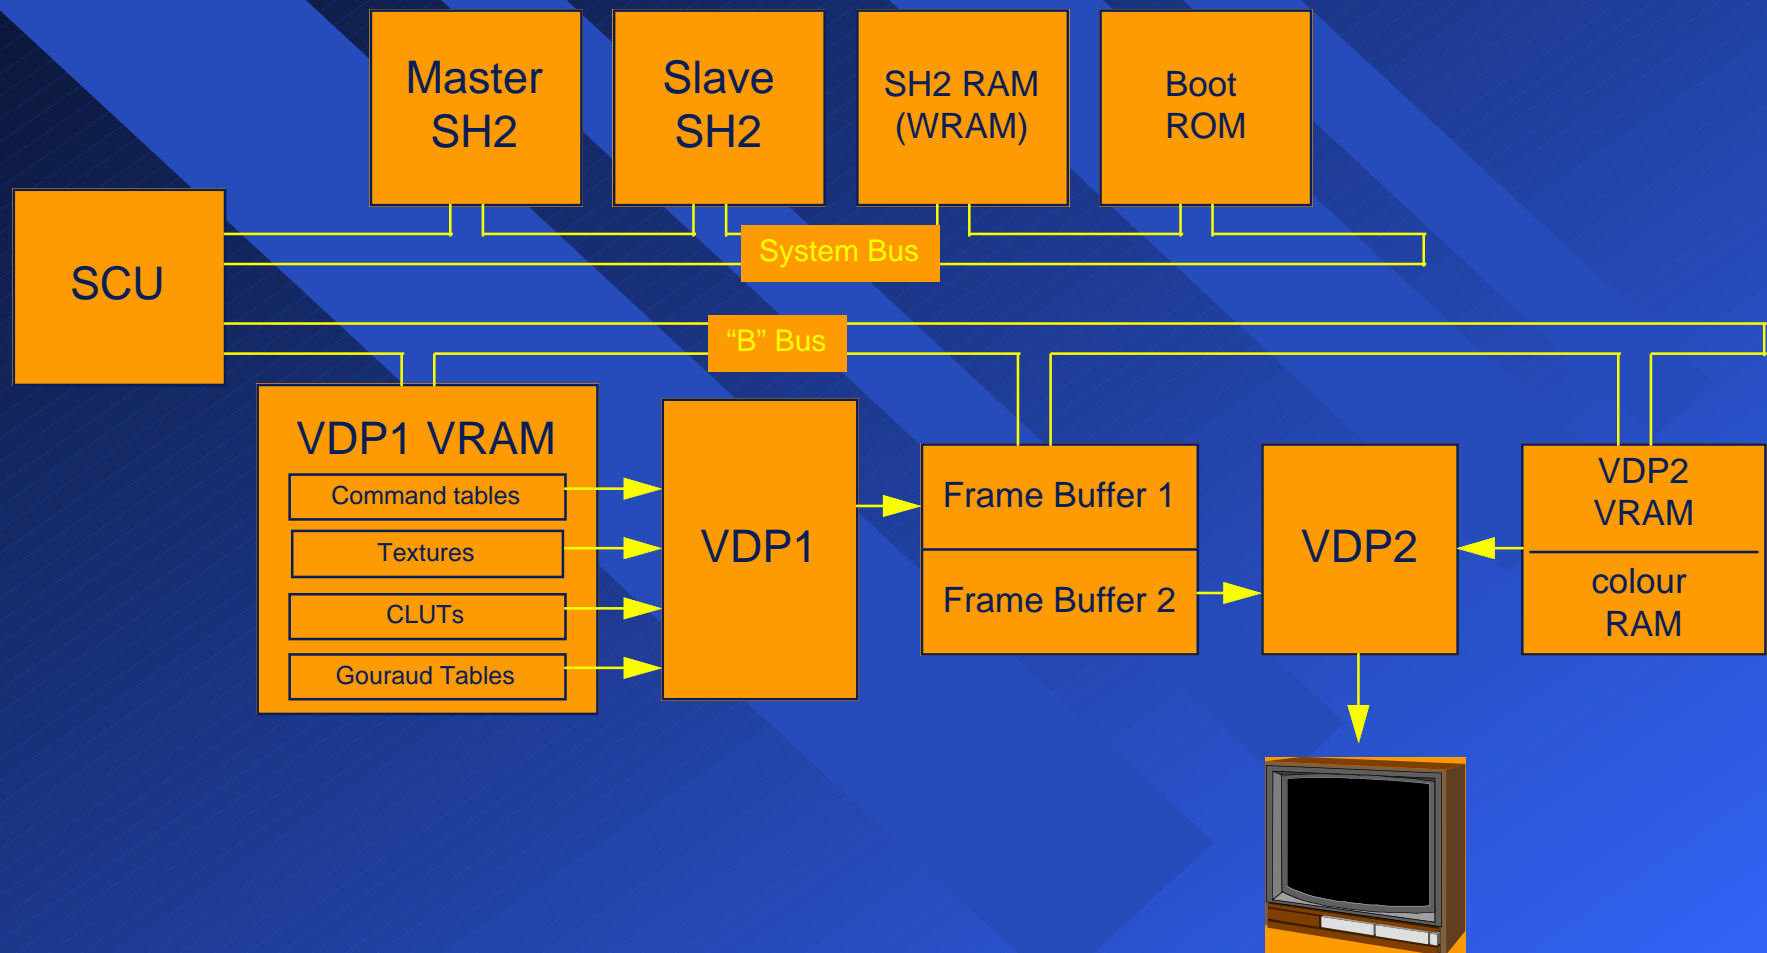 Master
SH2
Slave
SH2
SH2 RAM
(WRAM)
Boot
ROM
SCU
System Bus
“B” Bus
VDP1 VRAM
Command tables
Textures
CLUTs
Gouraud Tables
VDP1
Frame Buffer 1
Frame Buffer 2
VDP2
VDP2
VRAM
colour
RAM